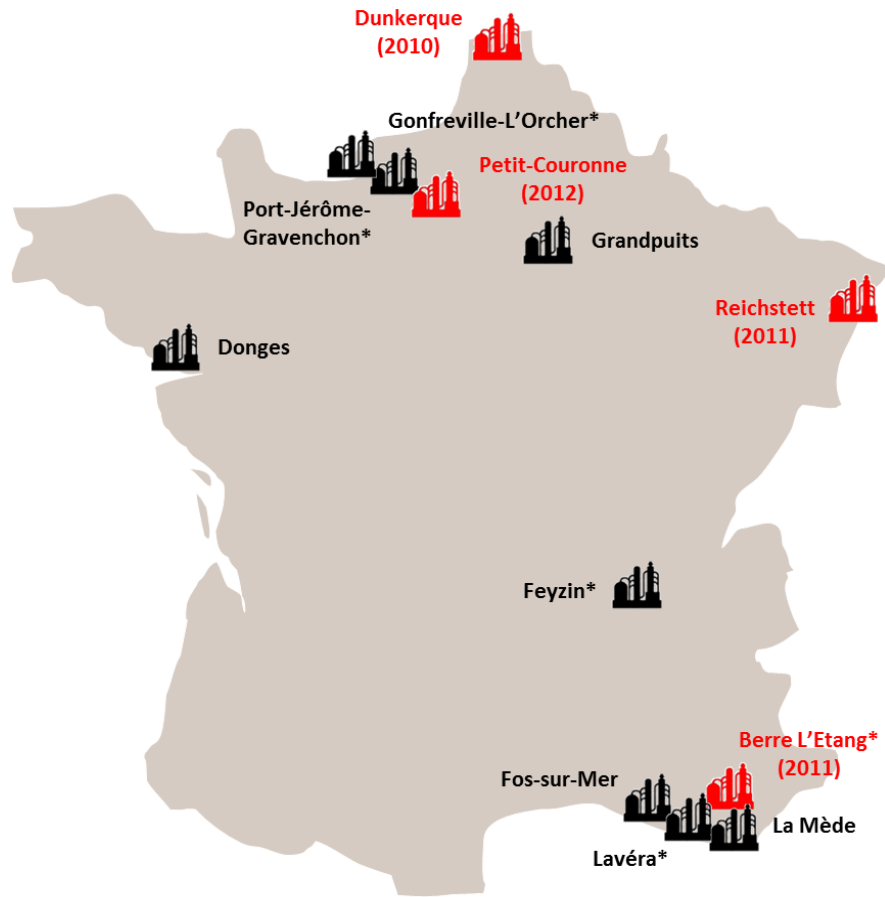 Dunkerque
(2010)
Gonfreville-L’Orcher*
Petit-Couronne
(2012)
Port-Jérôme-
Gravenchon*
Grandpuits
Reichstett
(2011)
Donges
Feyzin*
Berre L’Etang*
(2011)
Fos-sur-Mer
La Mède
Lavéra*